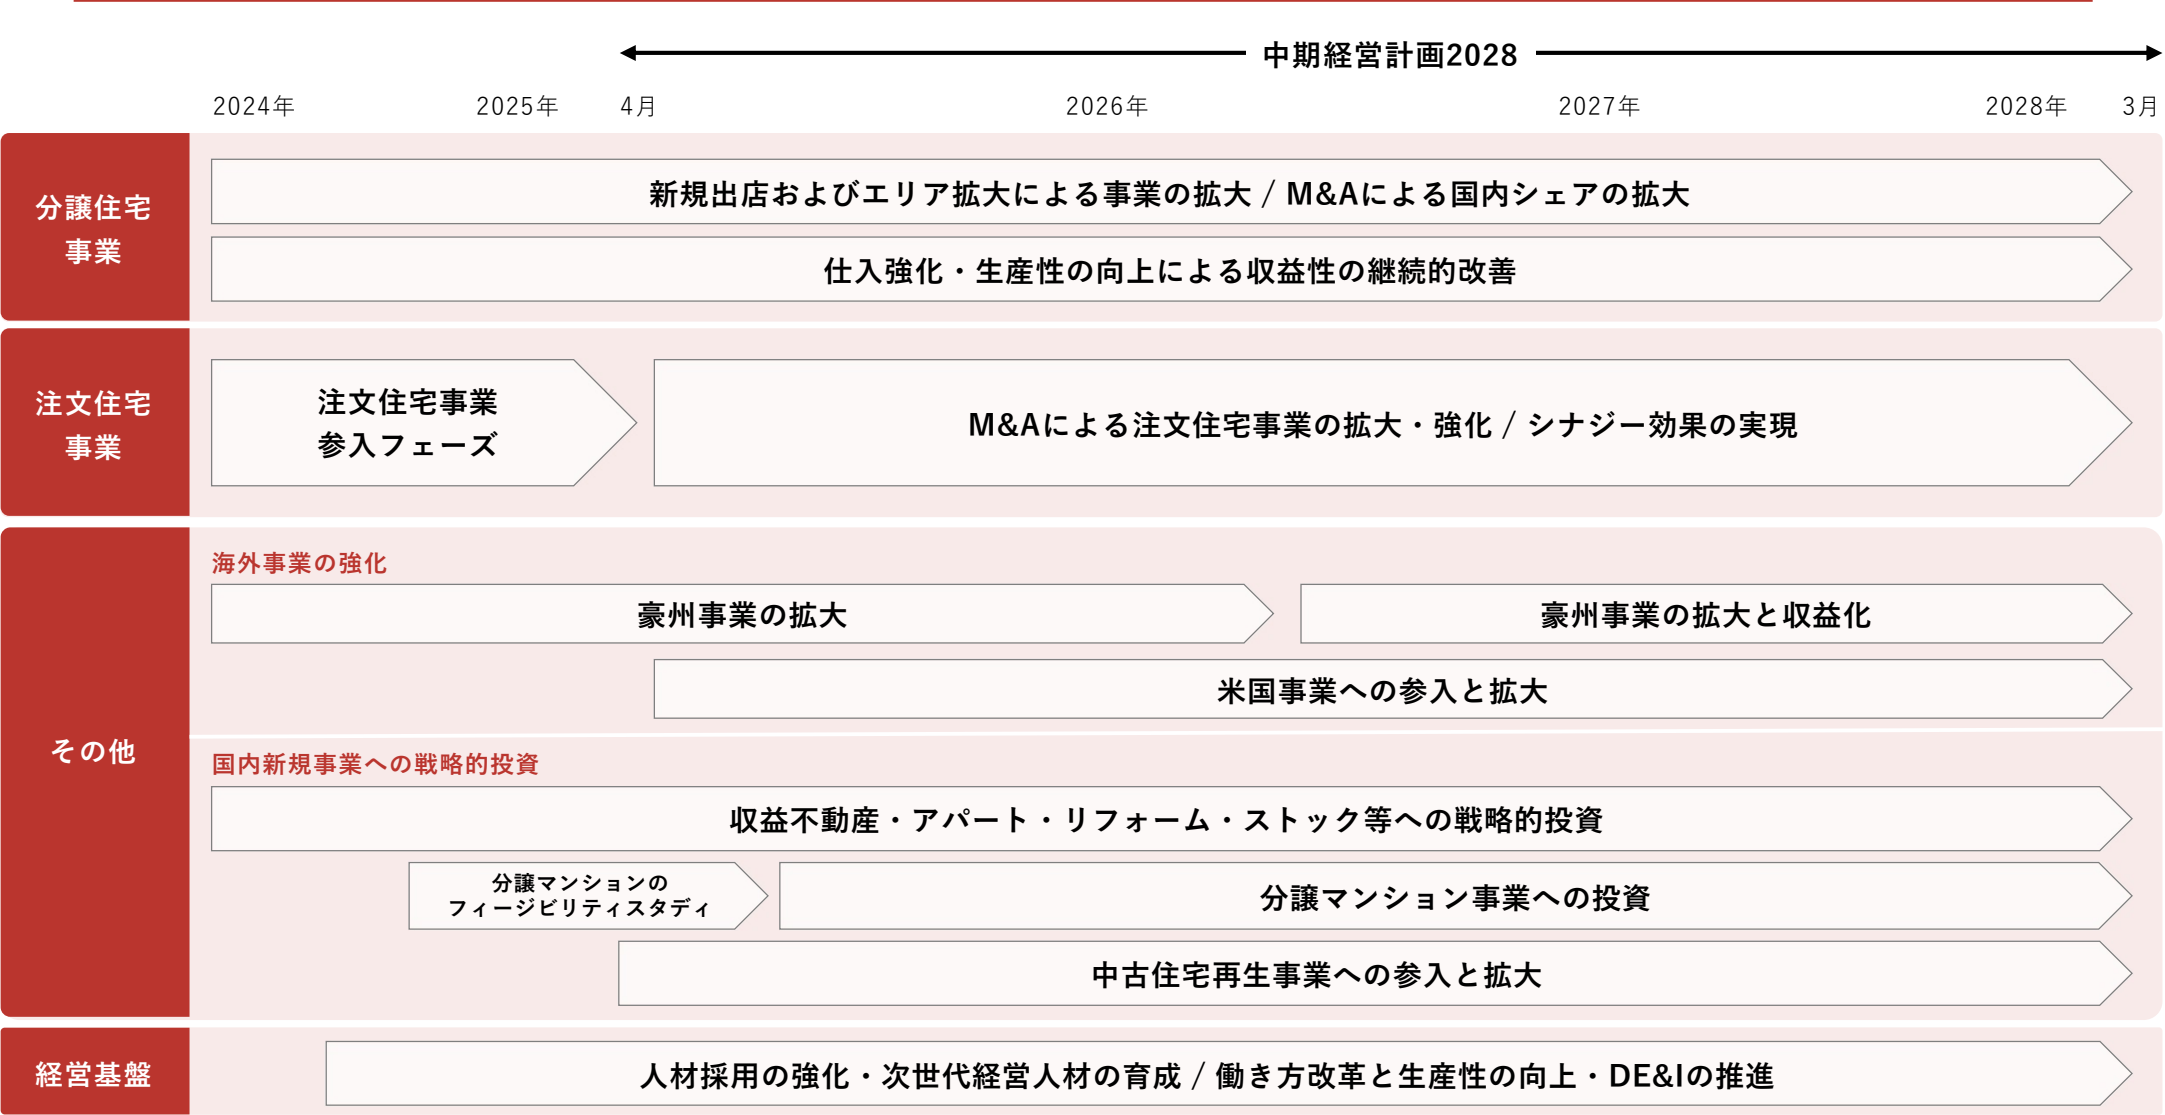 中期経営計画2028
2024年 2025年 4月 2026年 2027年 2028年 3月
分譲住宅
事業
新規出店およびエリア拡大による事業の拡大 / M&Aによる国内シェアの拡大
仕入強化・生産性の向上による収益性の継続的改善
注文住宅
事業
注文住宅事業
参入フェーズ
M&Aによる注文住宅事業の拡大・強化 / シナジー効果の実現
その他
海外事業の強化
豪州事業の拡大
豪州事業の拡大と収益化
米国事業への参入と拡大
国内新規事業への戦略的投資
収益不動産・アパート・リフォーム・ストック等への戦略的投資
分譲マンションの
フィージビリティスタディ
分譲マンション事業への投資
中古住宅再生事業への参入と拡大
経営基盤
人材採用の強化・次世代経営人材の育成 / 働き方改革と生産性の向上・DE&Iの推進